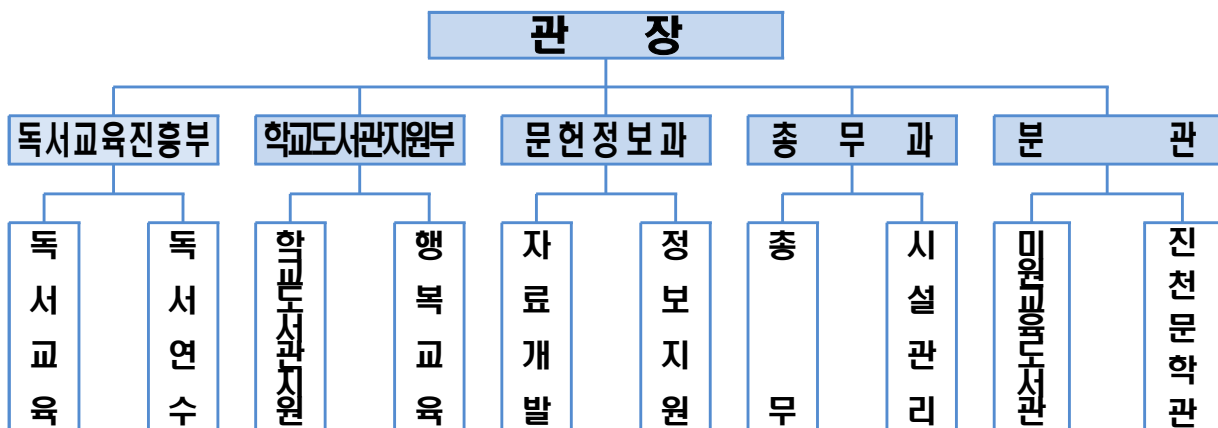 관 장
독서교육진흥부
학교도서관지원부
문헌정보과
총 무 과
분 관
독서교육
독서연수
학교도서관지원
행복교육
자료개발
정보지원
총무
시설관리
미원교육도서관
진천문학관